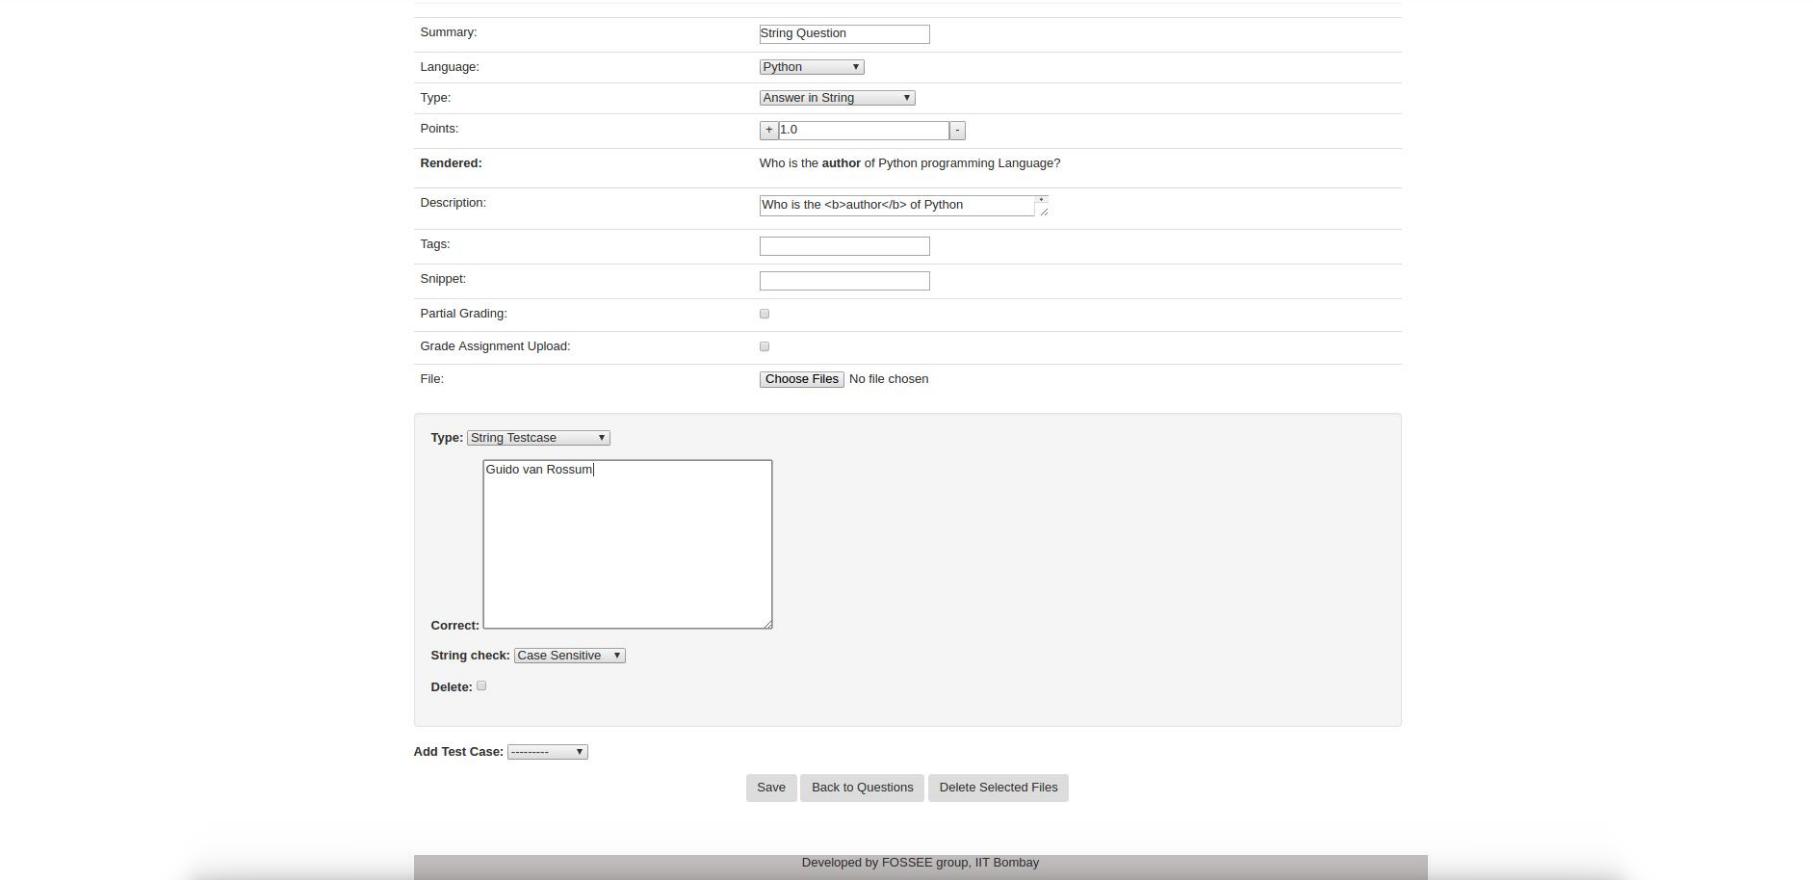 Summary: String Question
Language: Python
Type: Answer in String
Points: + 1.0 -
Rendered: Who is the author of Python programming Language?
Description: Who is the <b>author</b> of Python
Tags:
Snippet:
Partial Grading:
Grade Assignment Upload:
File: Choose Files No file chosen
Type: String Testcase
Guido van Rossum
Correct:
String check: Case Sensitive
Delete:
Add Test Case: ---------
Save Back to Questions Delete Selected Files
Developed by FOSSEE group, IIT Bombay